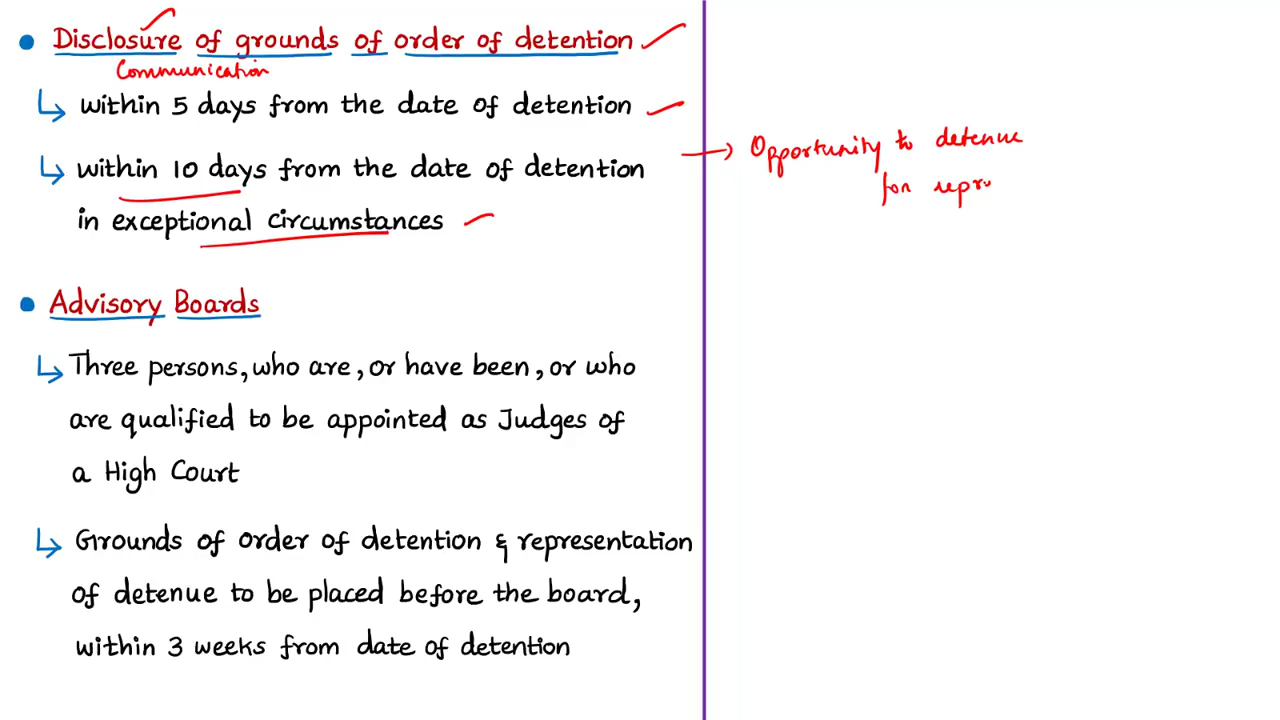 Disclosure of grounds of order of detention
Communication
within 5 days from the date of detention
within 10 days from the date of detention
in exceptional circumstances
Advisory Boards
Three persons, who are, or have been, or who
are qualified to be appointed as Judges of
a High Court
Grounds of order of detention & representation
of detenue to be placed before the board,
within 3 weeks from date of detention
Opportunity to detenue
for repr